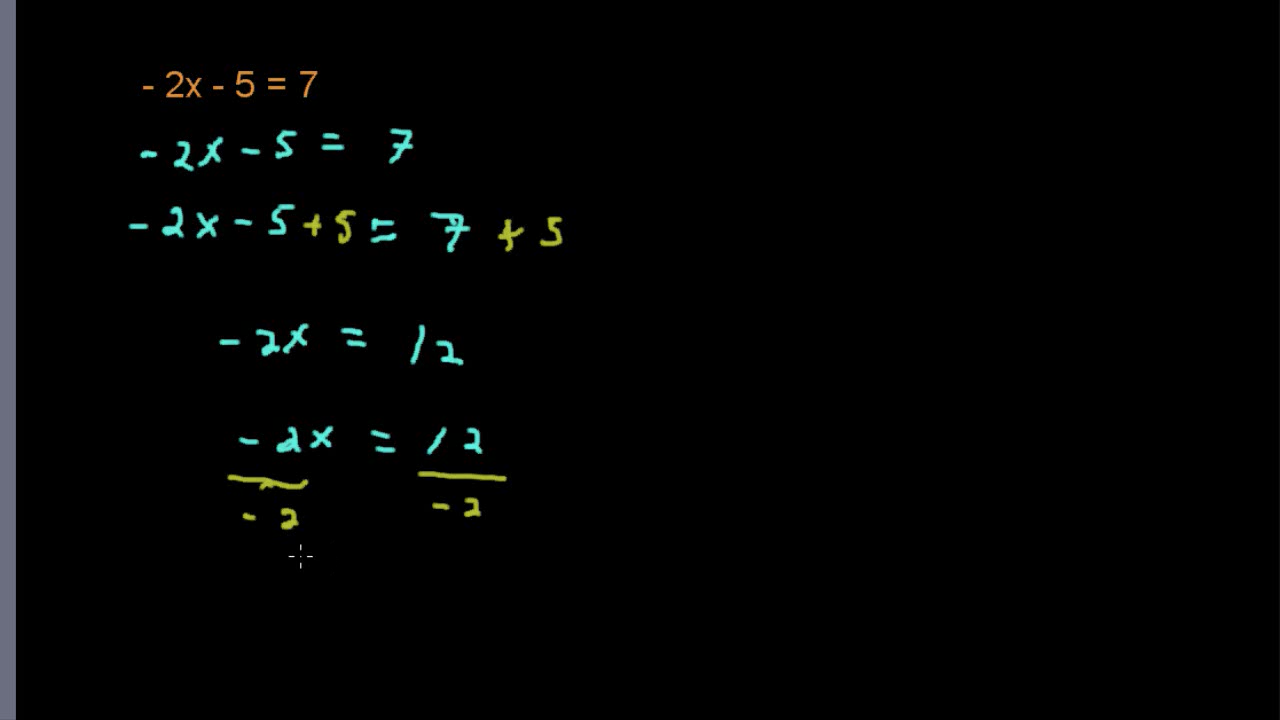 - 2x - 5 = 7
- 2x - 5 = 7
- 2x - 5 + 5 = 7 + 5
- 2x = 12
- 2x = 12
- 2 - 2